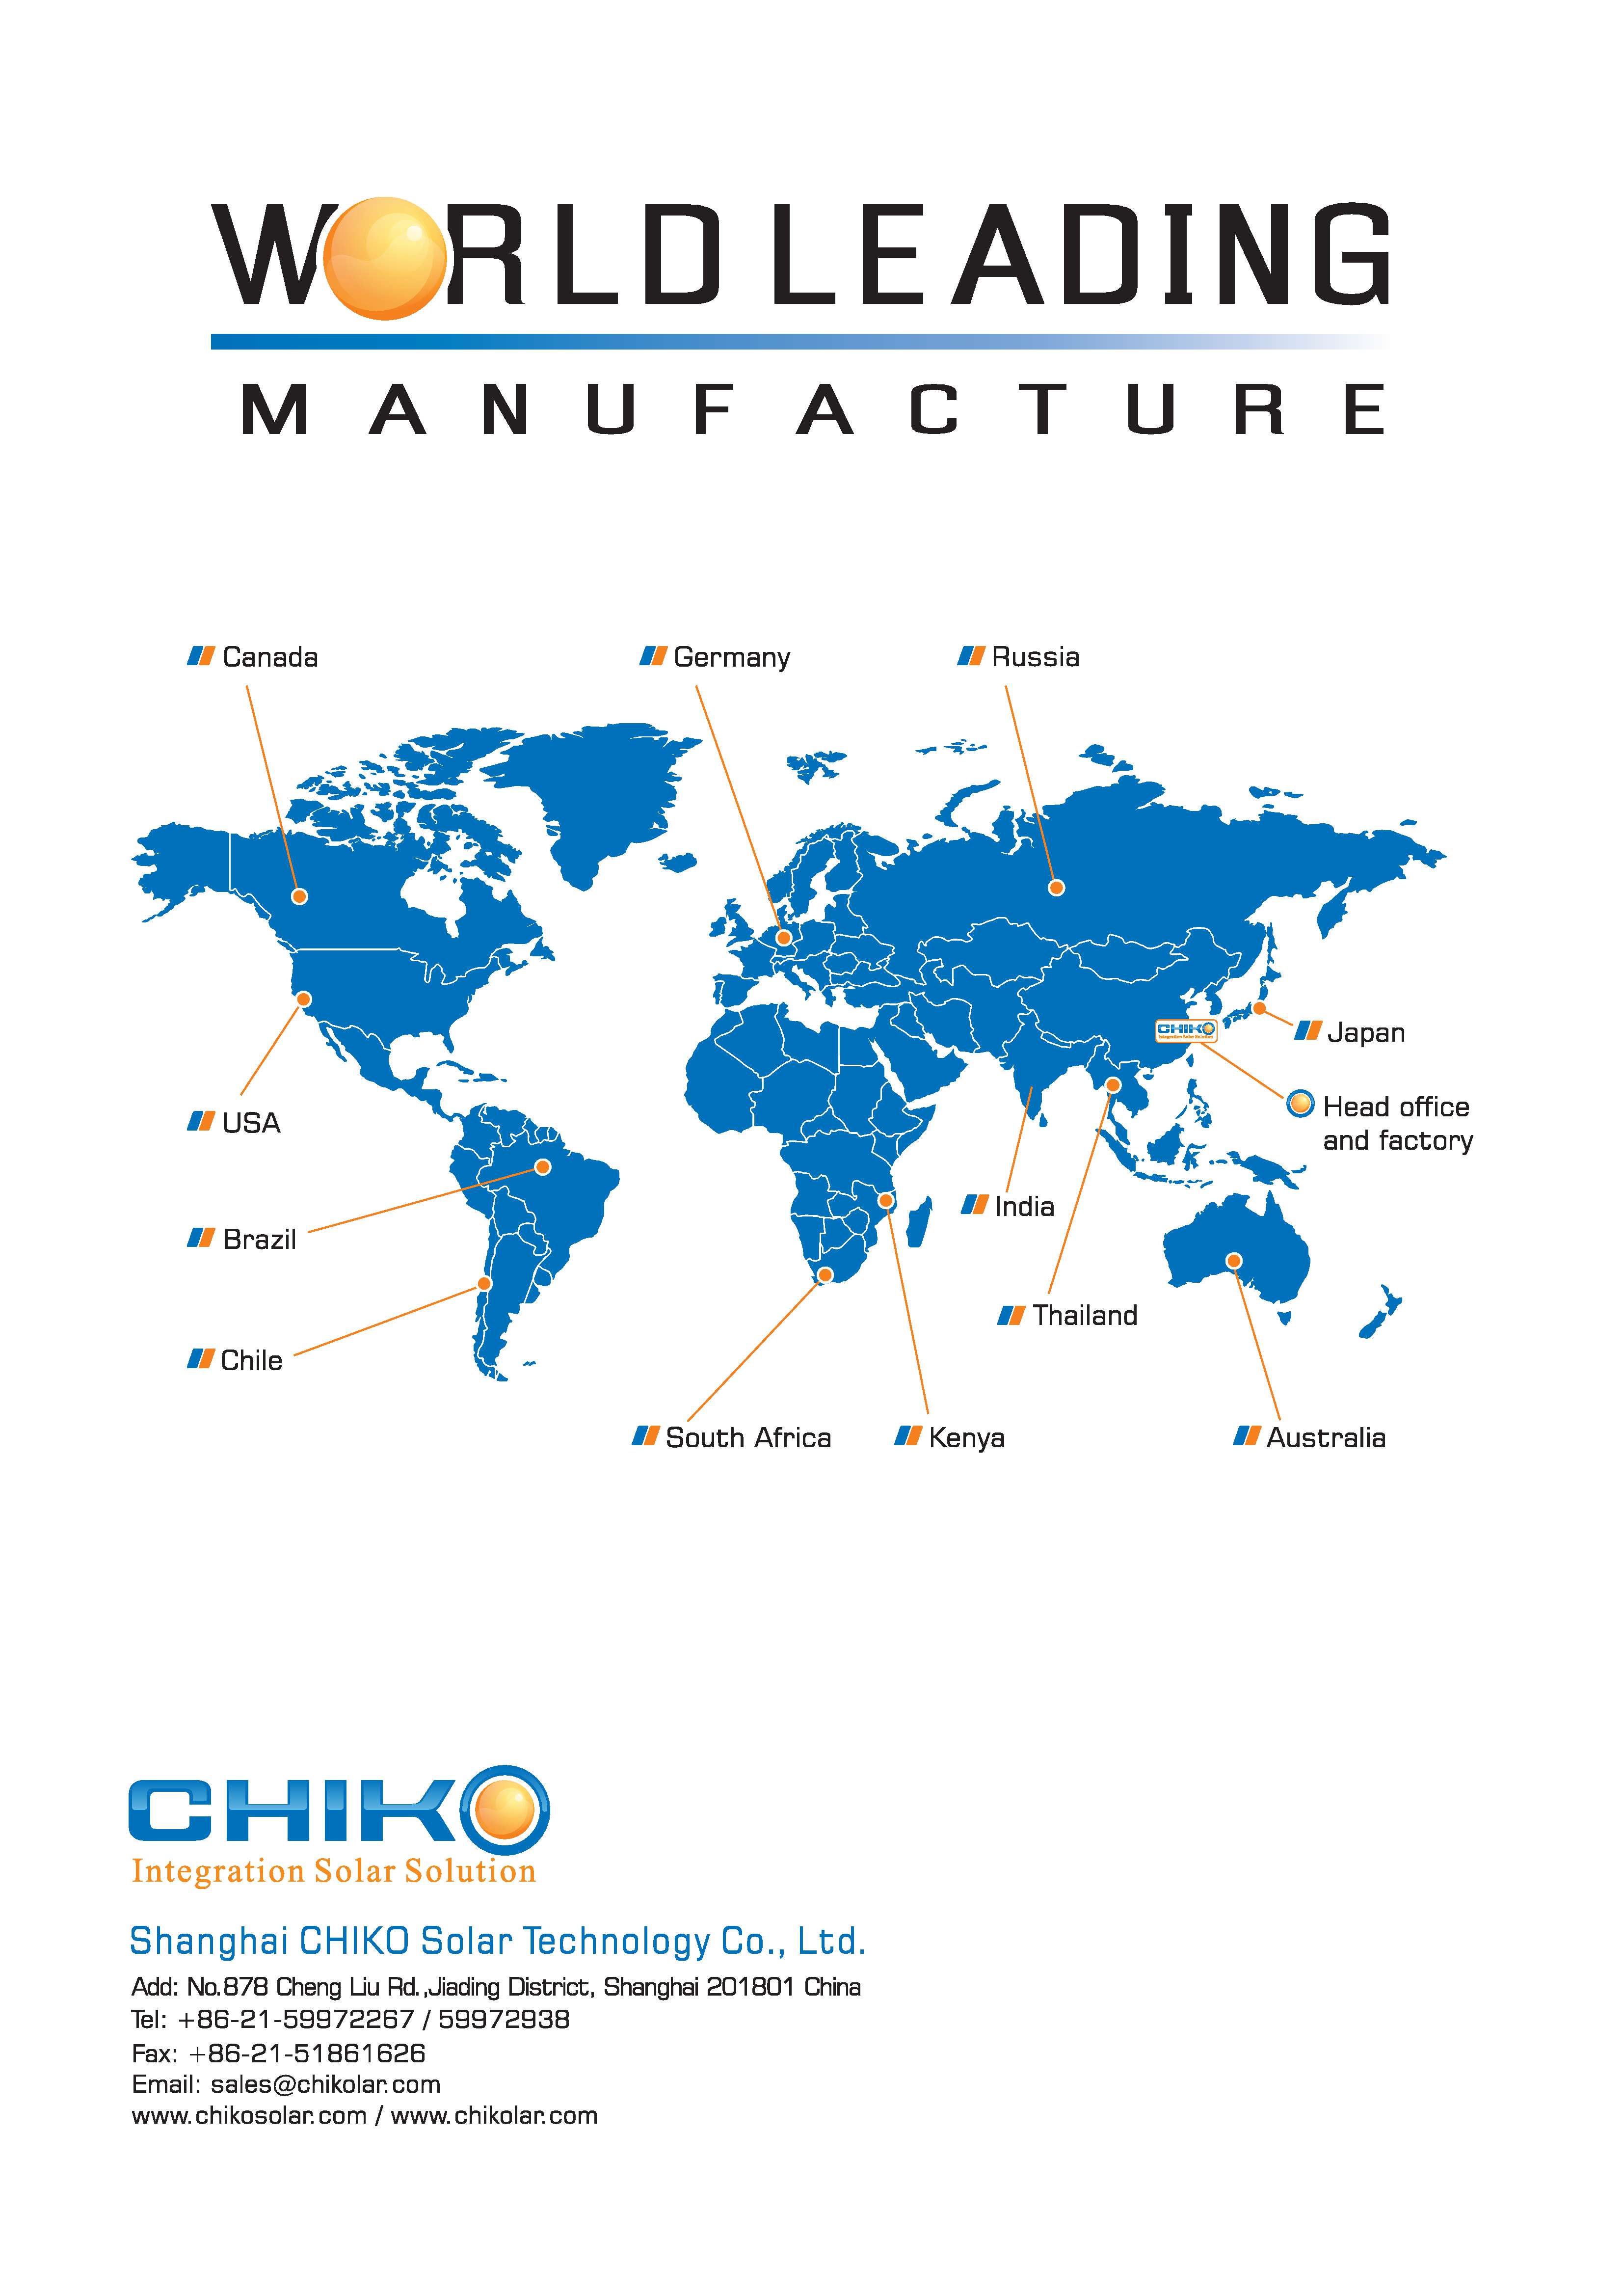 WORLD LEADING
MANUFACTURE
Canada
Germany
Russia
CHIKO
Integration Solar Solution
Japan
Head office
and factory
USA
India
Brazil
Thailand
Chile
South Africa
Kenya
Australia
CHIKO
Integration Solar Solution
Shanghai CHIKO Solar Technology Co., Ltd.
Add: No.878 Cheng Liu Rd.,Jiading District, Shanghai 201801 China
Tel: +86-21-59972267 / 59972938
Fax: +86-21-51861626
Email: sales@chikolar.com
www.chikosolar.com / www.chikolar.com